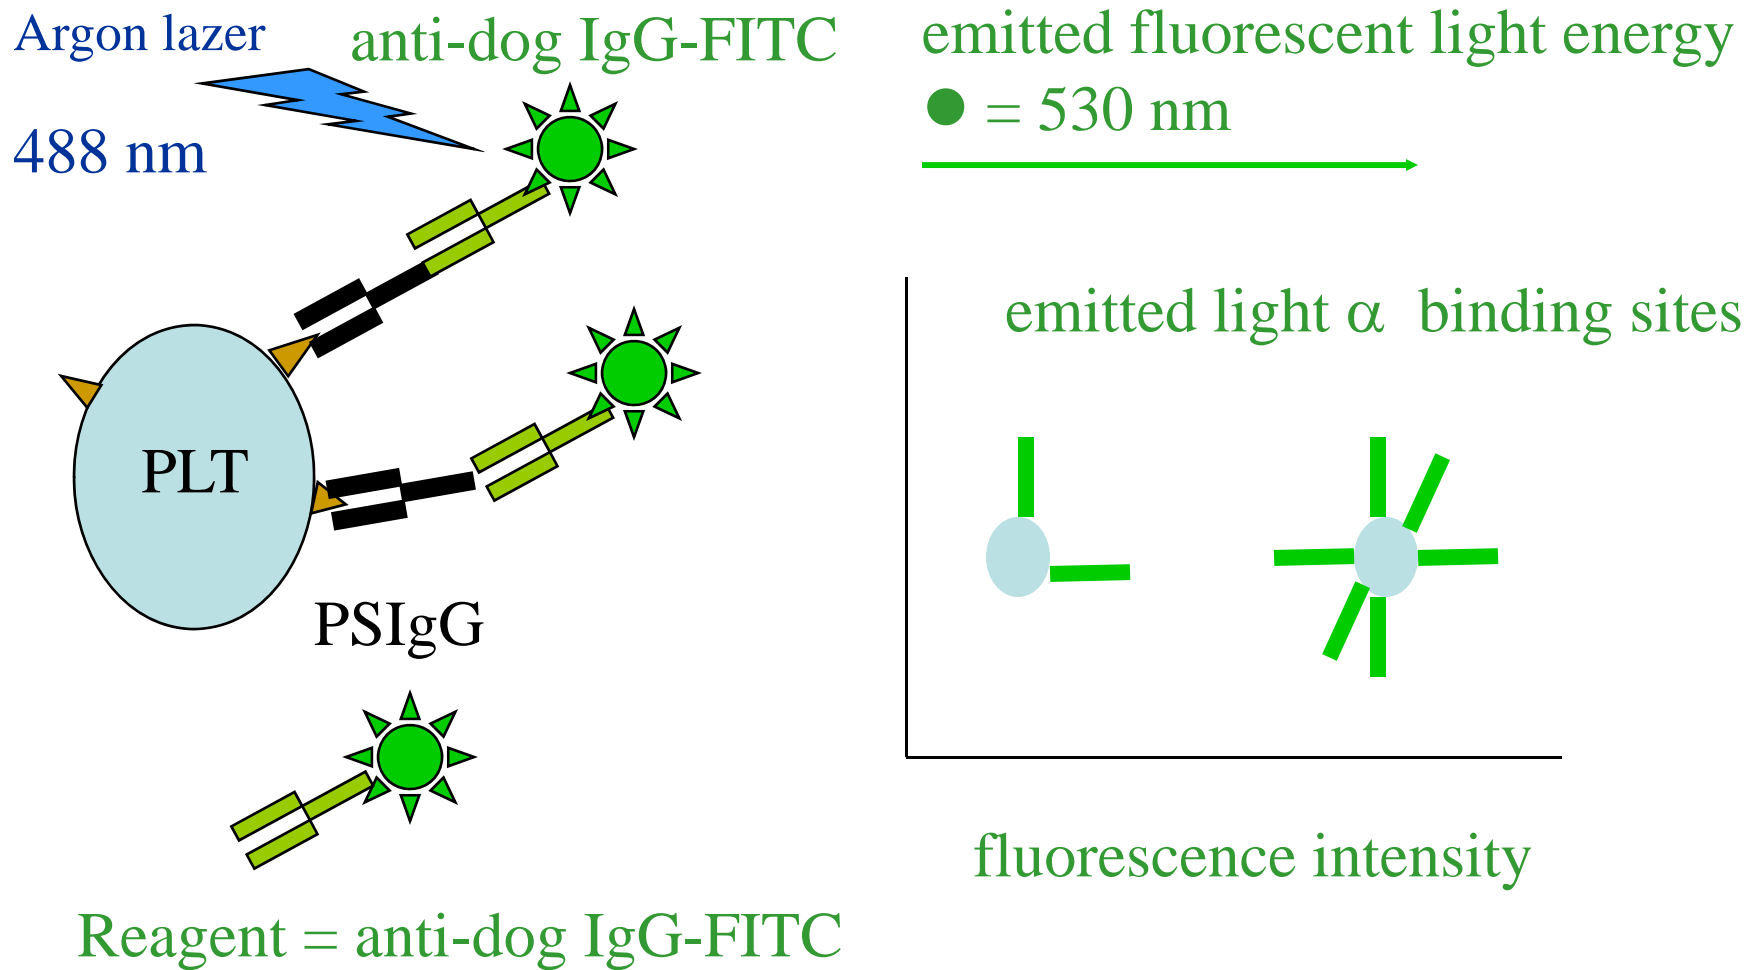 Argon lazer
anti-dog IgG-FITC
488 nm
emitted fluorescent light energy
● = 530 nm
emitted light α binding sites
PLT
PSIgG
fluorescence intensity
Reagent = anti-dog IgG-FITC